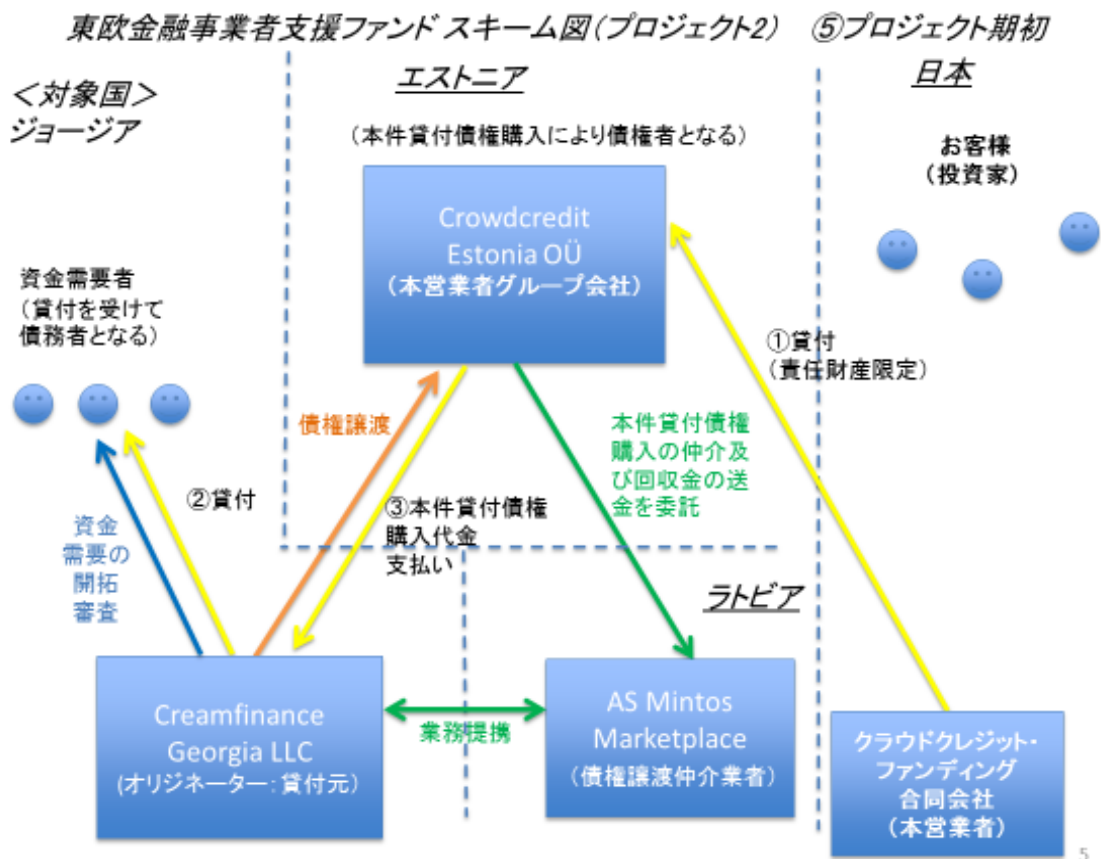 東欧金融事業者支援ファンド スキーム図(プロジェクト2) ⑤プロジェクト期初
＜対象国＞
ジョージア
エストニア
日本
(本件貸付債権購入により債権者となる)
お客様
(投資家)
Crowdcredit
Estonia OÜ
(本営業者グループ会社)
資金需要者
(貸付を受けて
債務者となる)
①貸付
(責任財産限定)
債権譲渡
本件貸付債権
購入の仲介及
び回収金の送
金を委託
②貸付
③本件貸付債権
購入代金
支払い
資金
需要の
開拓
審査
ラトビア
Creamfinance
Georgia LLC
(オリジネーター:貸付元)
業務提携
AS Mintos
Marketplace
(債権譲渡仲介業者)
クラウドクレジット・
ファンディング
合同会社
(本営業者)
5